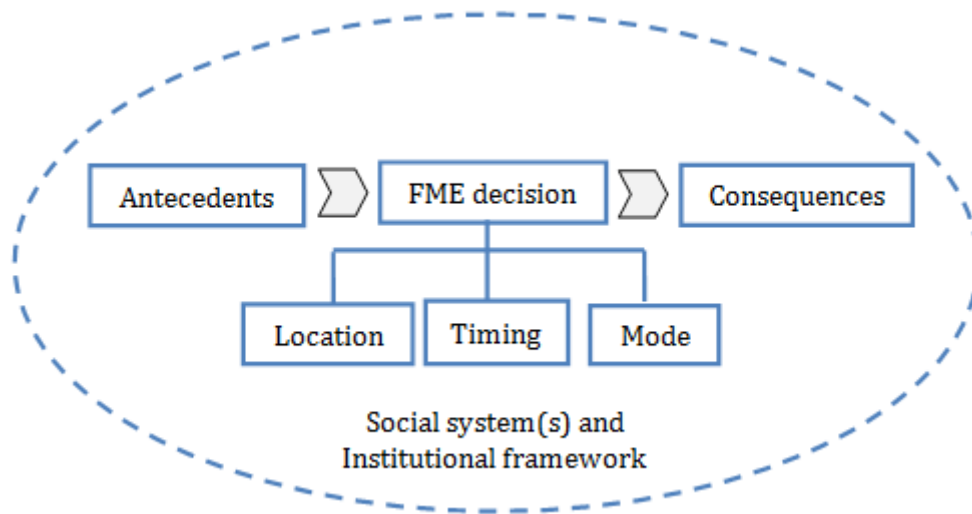 Antecedents
FME decision
Consequences
Location
Timing
Mode
Social system(s) and
Institutional framework